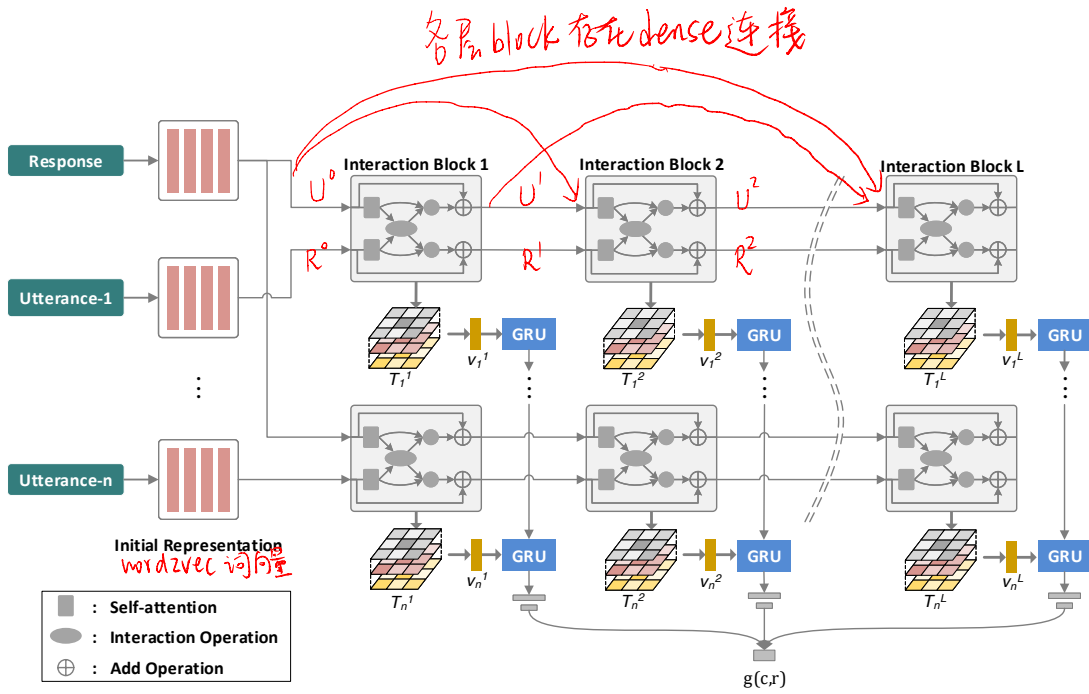 各层block存在dense连接
Response
Interaction Block 1
Interaction Block 2
Interaction Block L
U⁰
U¹
U²
R⁰
R¹
R²
Utterance-1
T₁¹
v₁¹
GRU
T₁²
v₁²
GRU
T₁ᴸ
v₁ᴸ
GRU
⋮
Utterance-n
Initial Representation
word2vec 词向量
Tₙ¹
vₙ¹
GRU
Tₙ²
vₙ²
GRU
Tₙᴸ
vₙᴸ
GRU
: Self-attention
: Interaction Operation
: Add Operation
g(c,r)